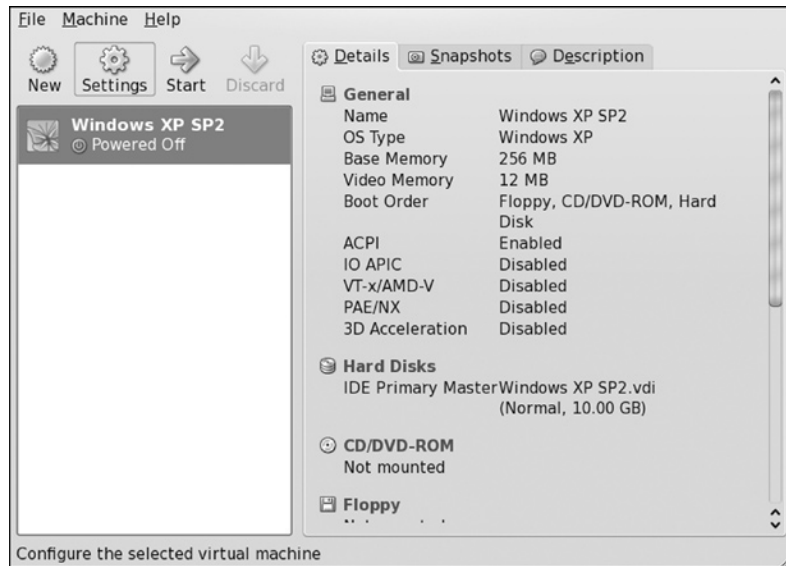 File Machine Help
New Settings Start Discard
Windows XP SP2
Powered Off
Details Snapshots Description
General
Name Windows XP SP2
OS Type Windows XP
Base Memory 256 MB
Video Memory 12 MB
Boot Order Floppy, CD/DVD-ROM, Hard
Disk
ACPI Enabled
IO APIC Disabled
VT-x/AMD-V Disabled
PAE/NX Disabled
3D Acceleration Disabled
Hard Disks
IDE Primary Master Windows XP SP2.vdi
(Normal, 10.00 GB)
CD/DVD-ROM
Not mounted
Floppy
Configure the selected virtual machine